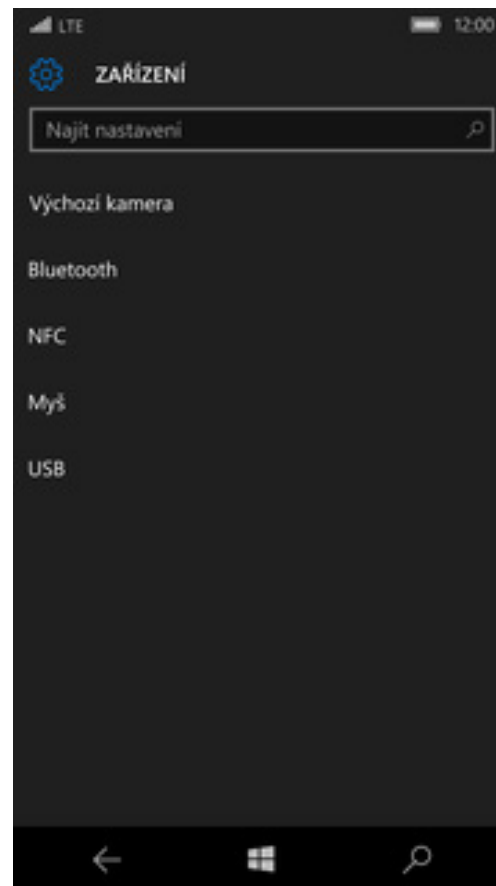 LTE 12:00
ZAŘÍZENÍ
Najít nastavení
Výchozí kamera
Bluetooth
NFC
Myš
USB